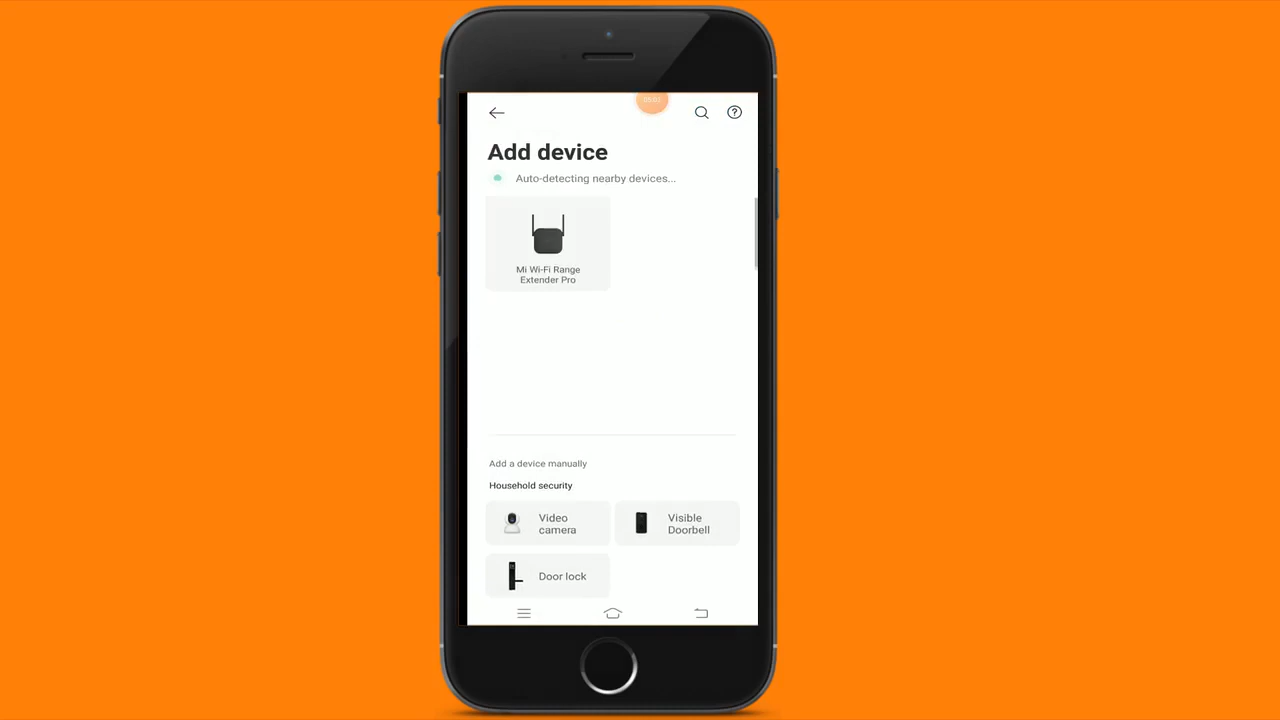 Add device
Auto-detecting nearby devices...
Mi Wi-Fi Range
Extender Pro
Add a device manually
Household security
Video
camera
Visible
Doorbell
Door lock